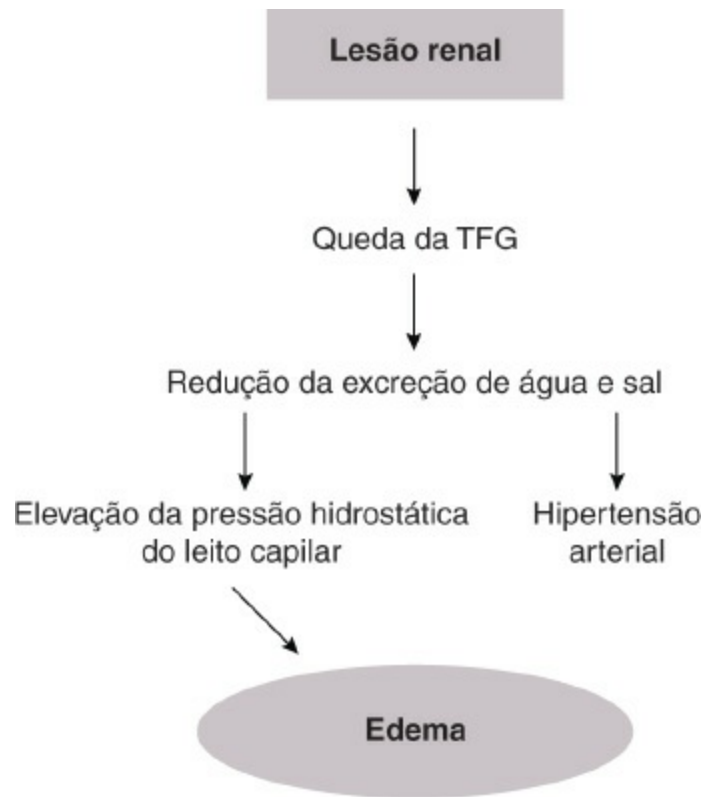 Lesão renal
Queda da TFG
Redução da excreção de água e sal
Elevação da pressão hidrostática
do leito capilar
Hipertensão
arterial
Edema